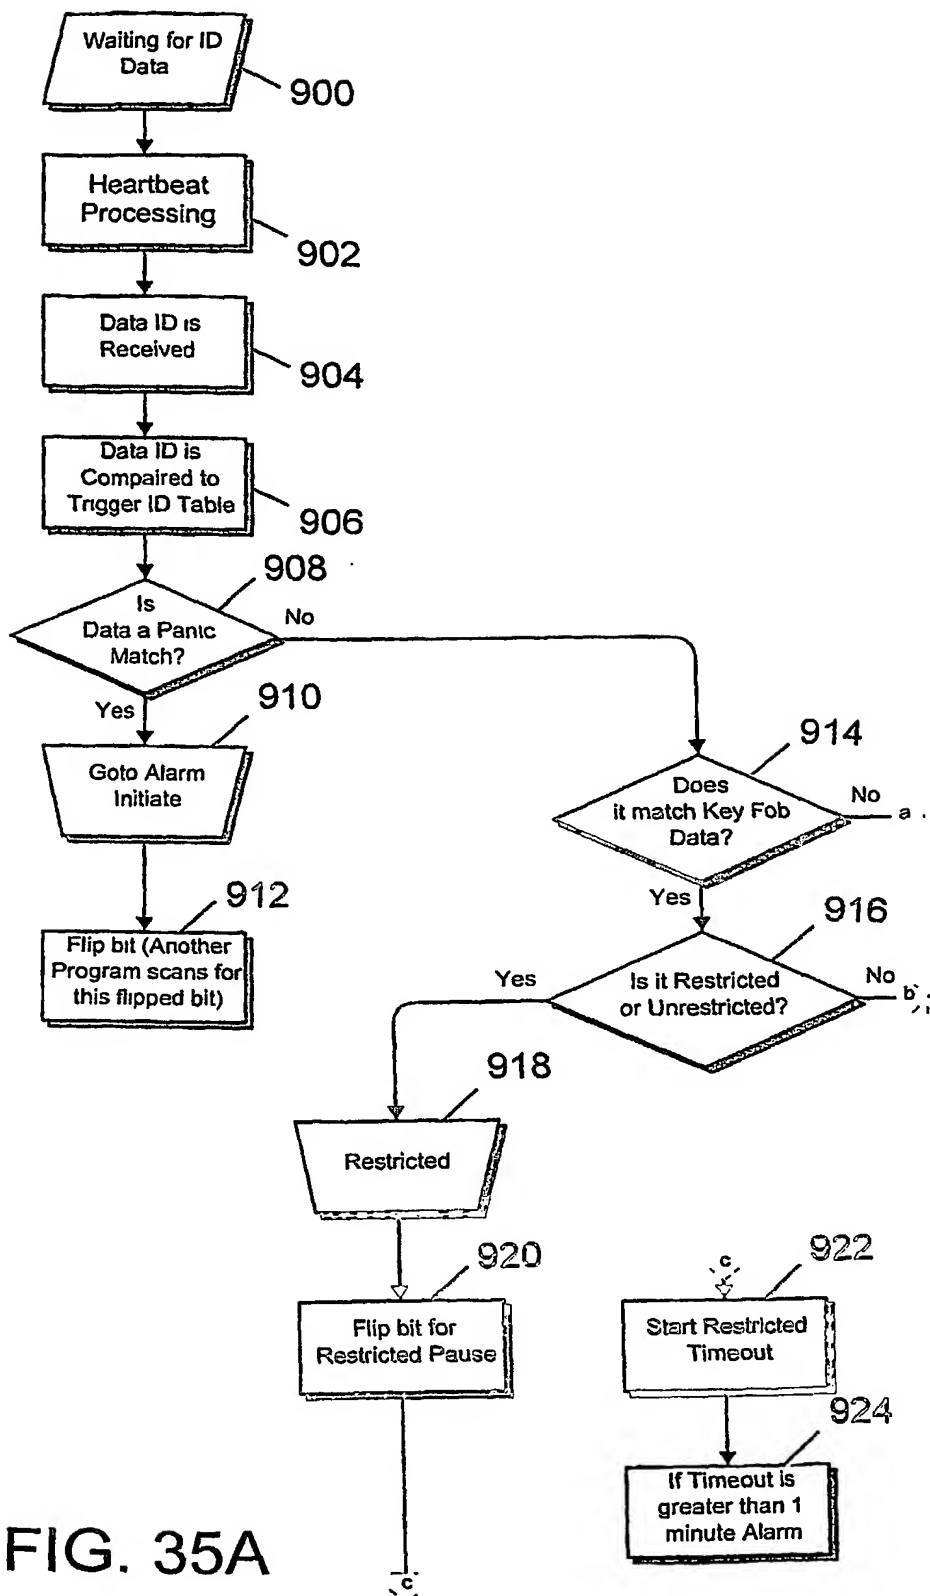 Waiting for ID
Data
900
Heartbeat
Processing
902
Data ID is
Received
904
Data ID is
Compaired to
Trigger ID Table
906
908
Is
Data a Panic
Match?
No
Yes
910
Goto Alarm
Initiate
912
Flip bit (Another
Program scans for
this flipped bit)
914
Does
it match Key Fob
Data?
No
a
Yes
916
Is it Restricted
or Unrestricted?
Yes
No
b
918
Restricted
920
Flip bit for
Restricted Pause
c
c
922
Start Restricted
Timeout
924
If Timeout is
greater than 1
minute Alarm
FIG. 35A